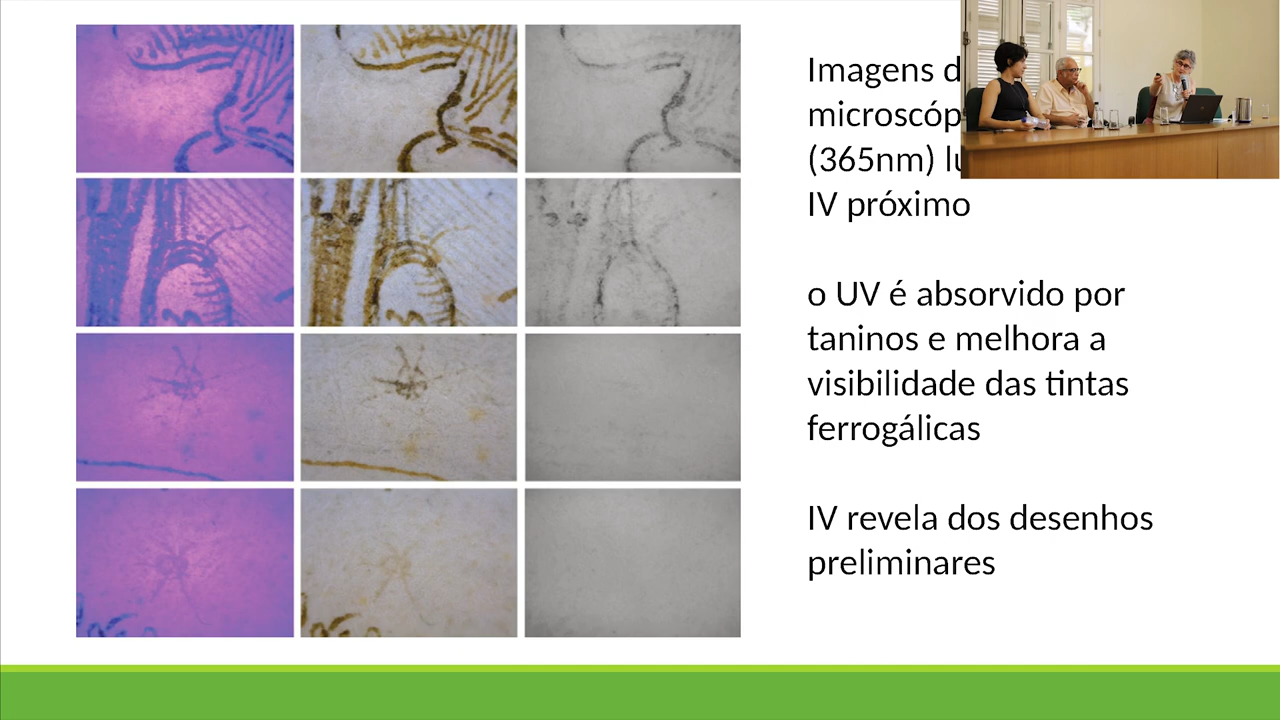 Imagens
microscóp
(365nm)
IV próximo
o UV é absorvido por
taninos e melhora a
visibilidade das tintas
ferrogálicas
IV revela dos desenhos
preliminares